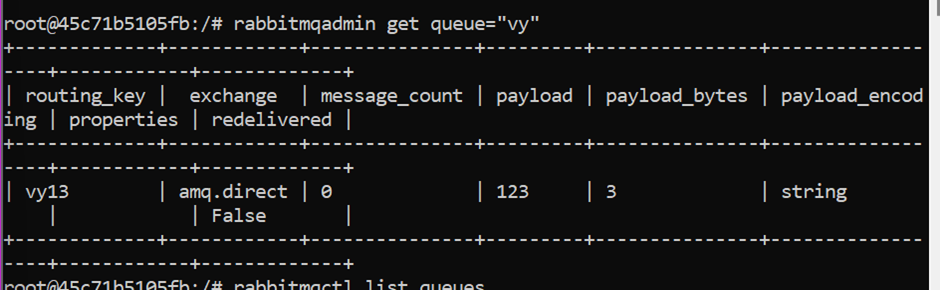 root@45c71b5105fb:/# rabbitmqadmin get queue="vy"
+-------------+------------+---------------+---------+---------------+--------------
----+------------+-------------+
| routing_key |  exchange  | message_count | payload | payload_bytes | payload_encod
ing | properties | redelivered |
+-------------+------------+---------------+---------+---------------+--------------
----+------------+-------------+
| vy13        | amq.direct | 0             | 123     | 3             | string
    |            | False       |
+-------------+------------+---------------+---------+---------------+--------------
----+------------+-------------+
root@45c71b5105fb:/# rabbitmqctl list_queues